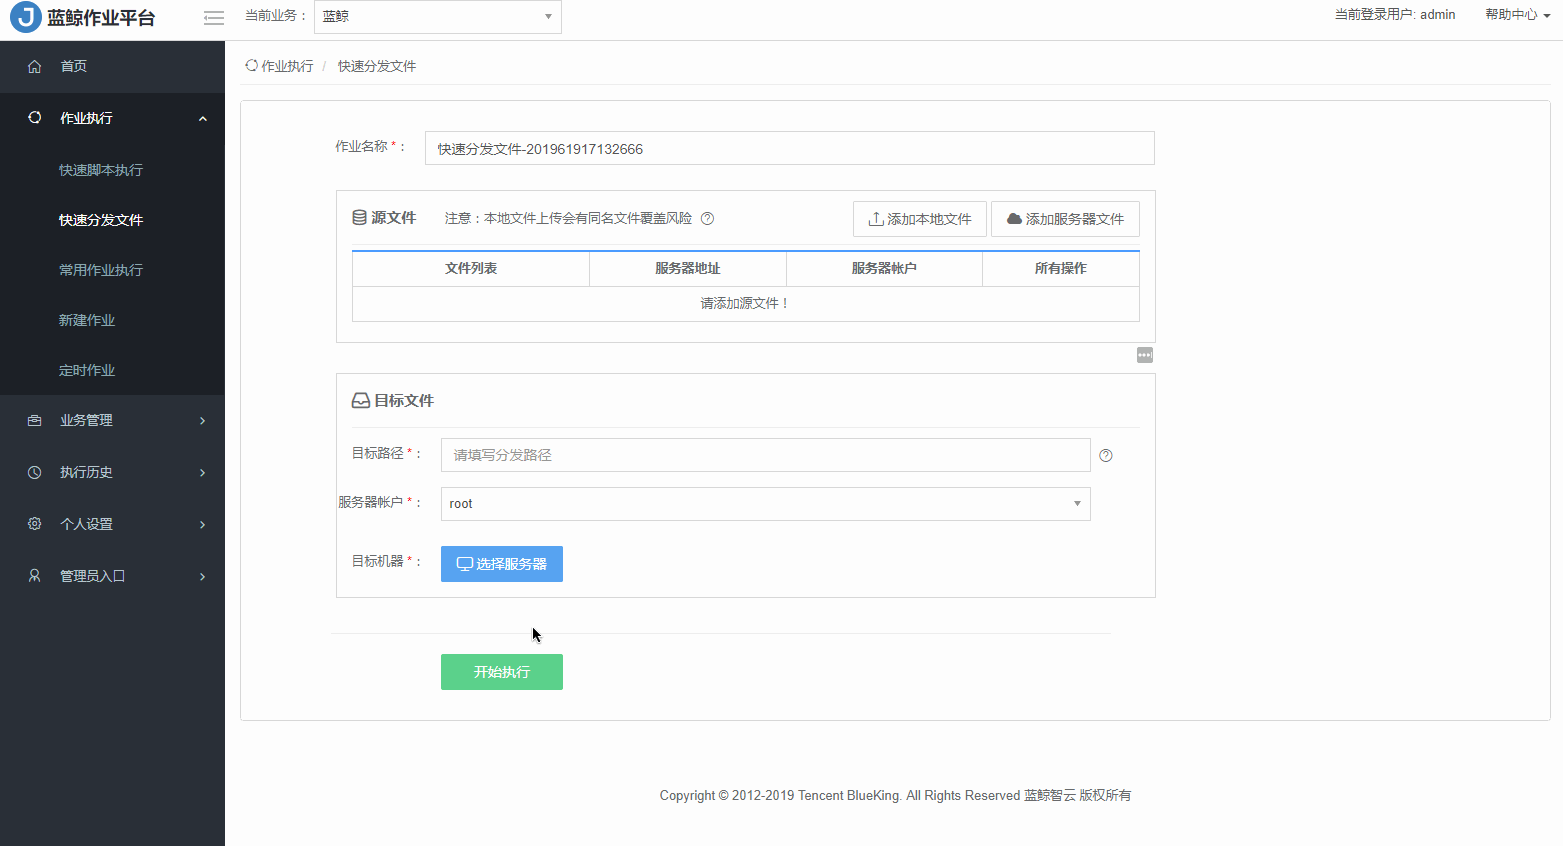 J 蓝鲸作业平台
当前业务： 蓝鲸
当前登录用户: admin 帮助中心
首页
作业执行
快速脚本执行
快速分发文件
常用作业执行
新建作业
定时作业
业务管理
执行历史
个人设置
管理员入口
作业执行 / 快速分发文件
作业名称 *： 快速分发文件-201961917132666
源文件 注意：本地文件上传会有同名文件覆盖风险 添加本地文件 添加服务器文件
文件列表 服务器地址 服务器帐户 所有操作
请添加源文件！
目标文件
目标路径 *： 请填写分发路径
服务器帐户 *： root
目标机器 *： 选择服务器
开始执行
Copyright © 2012-2019 Tencent BlueKing. All Rights Reserved 蓝鲸智云 版权所有